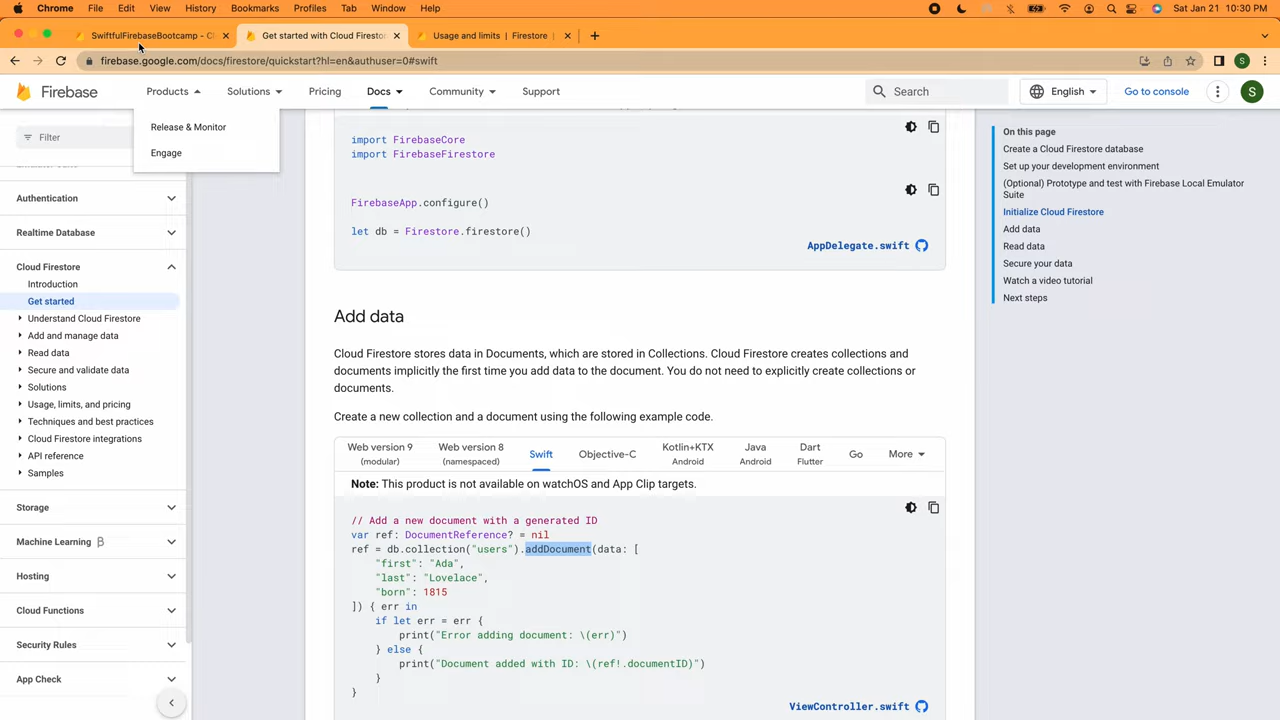 Chrome File Edit View History Bookmarks Profiles Tab Window Help Sat Jan 21 10:30 PM
SwiftfulFirebaseBootcamp - Cl
Get started with Cloud Firestor
Usage and limits | Firestore |
firebase.google.com/docs/firestore/quickstart?hl=en&authuser=0#swift
S
Firebase
Products
Solutions
Pricing
Docs
Community
Support
Search
English
Go to console
S
Release & Monitor
Engage
Filter
Authentication
Realtime Database
Cloud Firestore
Introduction
Get started
Understand Cloud Firestore
Add and manage data
Read data
Secure and validate data
Solutions
Usage, limits, and pricing
Techniques and best practices
Cloud Firestore integrations
API reference
Samples
Storage
Machine Learning β
Hosting
Cloud Functions
Security Rules
App Check
import FirebaseCore
import FirebaseFirestore
FirebaseApp.configure()
let db = Firestore.firestore()
AppDelegate.swift
Add data
Cloud Firestore stores data in Documents, which are stored in Collections. Cloud Firestore creates collections and
documents implicitly the first time you add data to the document. You do not need to explicitly create collections or
documents.
Create a new collection and a document using the following example code.
Web version 9
(modular)
Web version 8
(namespaced)
Swift
Objective-C
Kotlin+KTX
Android
Java
Android
Dart
Flutter
Go
More
Note: This product is not available on watchOS and App Clip targets.
// Add a new document with a generated ID
var ref: DocumentReference? = nil
ref = db.collection("users").addDocument(data: [
"first": "Ada",
"last": "Lovelace",
"born": 1815
]) { err in
if let err = err {
print("Error adding document: \(err)")
} else {
print("Document added with ID: \(ref!.documentID)")
}
}
ViewController.swift
On this page
Create a Cloud Firestore database
Set up your development environment
(Optional) Prototype and test with Firebase Local Emulator
Suite
Initialize Cloud Firestore
Add data
Read data
Secure your data
Watch a video tutorial
Next steps